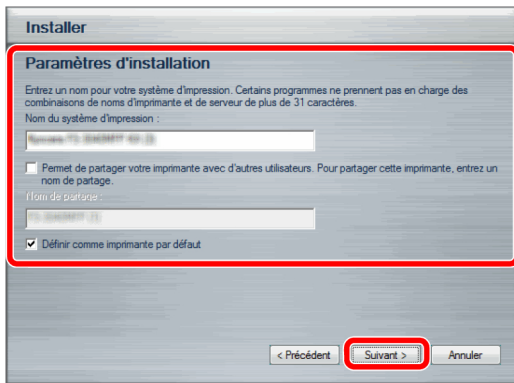 Installer
Paramètres d'installation
Entrez un nom pour votre système d'impression. Certains programmes ne prennent pas en charge des
combinaisons de noms d'imprimante et de serveur de plus de 31 caractères.
Nom du système d'impression :
Permet de partager votre imprimante avec d'autres utilisateurs. Pour partager cette imprimante, entrez un
nom de partage.
Nom de partage :
Définir comme imprimante par défaut
< Précédent
Suivant >
Annuler